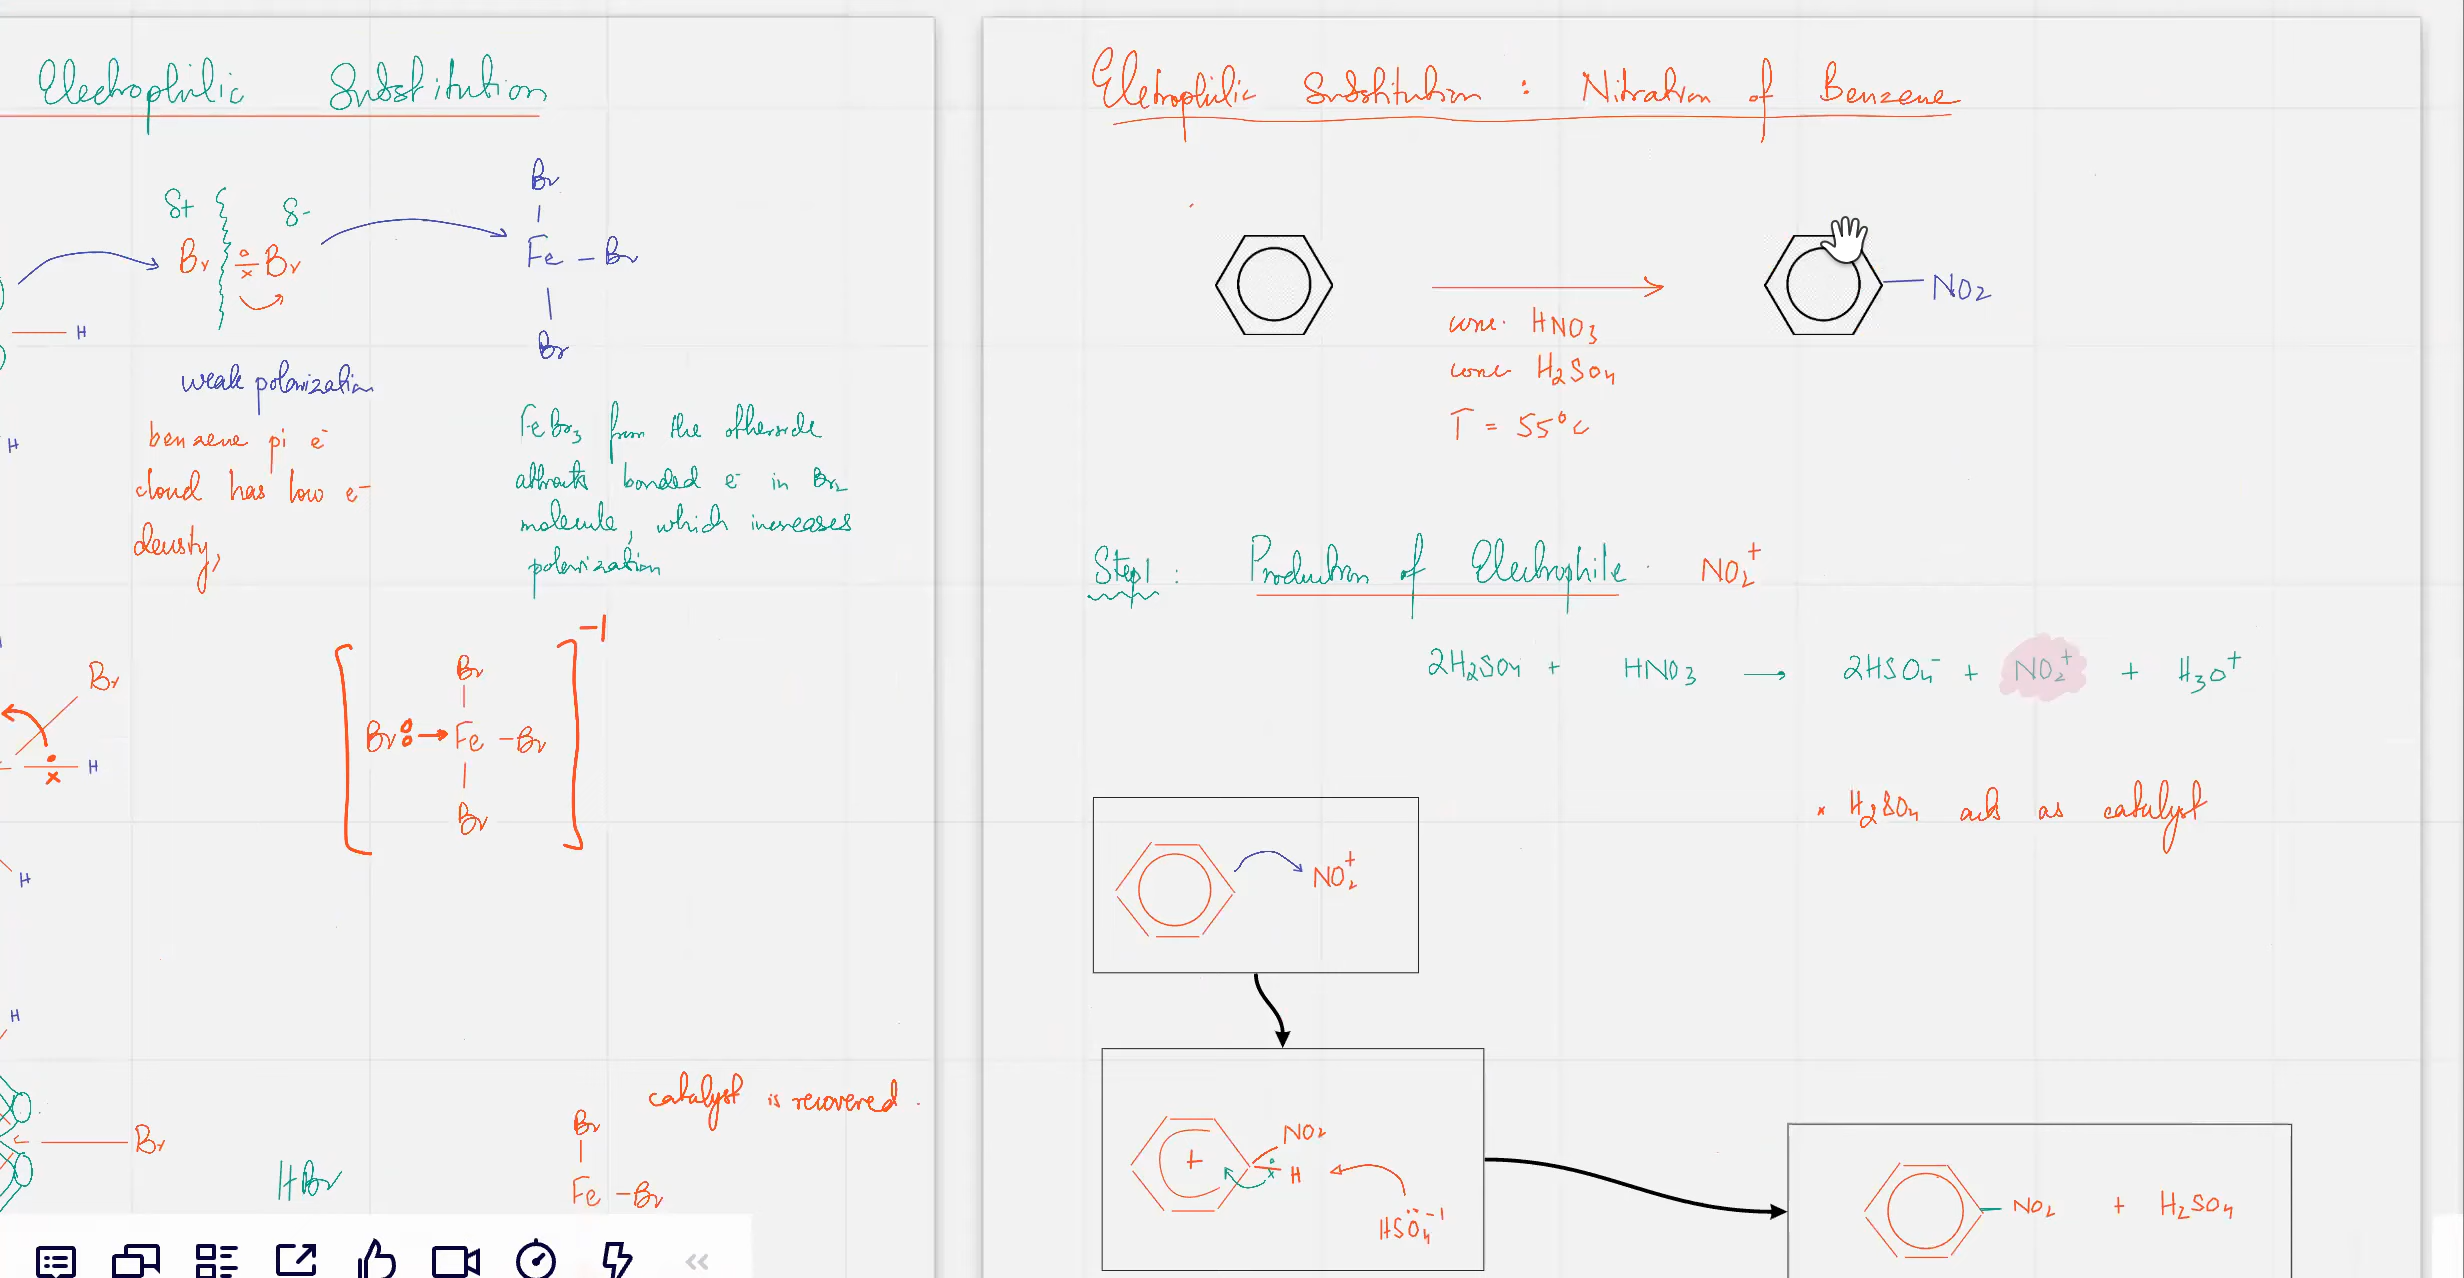 Electrophilic Substitution
Br
δ+ δ-
Br Br
Fe - Br
H
Br
weak polarization
benzene pi e-
cloud has low e-
density,
H
FeBr3 from the otherside
attracts bonded e- in Br2
molecule, which increases
polarization
-1
Br
Br
Br: → Fe - Br
Br
H
H
H
catalyst is recovered.
Br
Br
HBr
Fe - Br
Eletrophilic Substitution : Nitration of Benzene
NO2
conc. HNO3
conc H2SO4
T = 55°c
Step 1 : Production of Electrophile. NO2+
2H2SO4 + HNO3 → 2HSO4- + NO2+ + H3O+
* H2SO4 acts as catalyst
NO2+
NO2
+ H
HSO4-1
NO2 + H2SO4